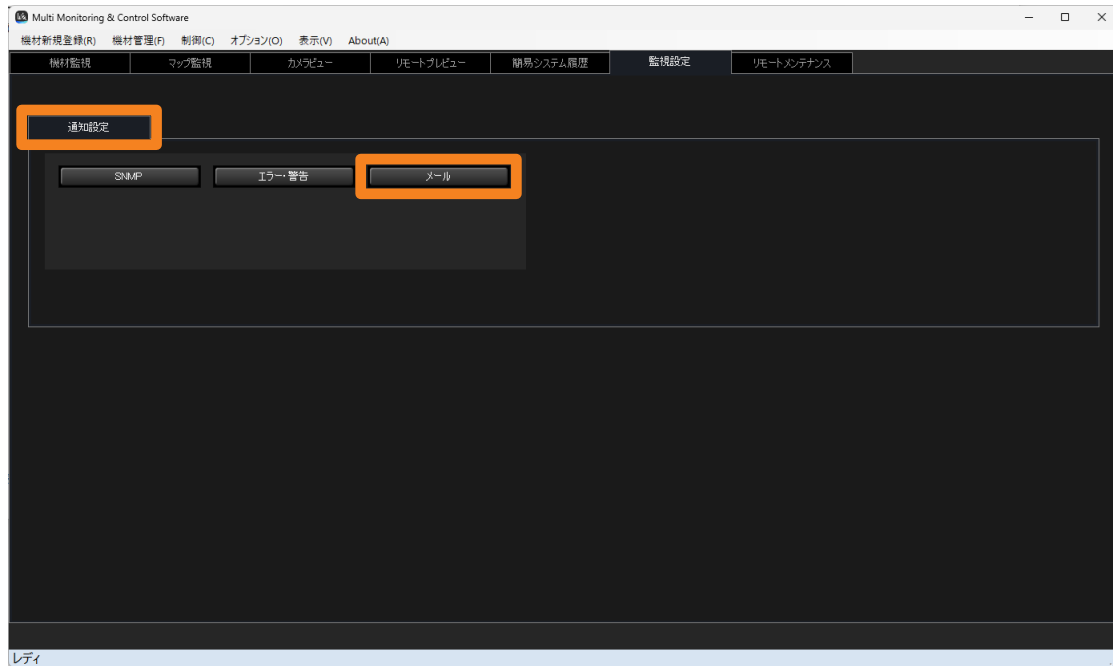 Multi Monitoring & Control Software
機材新規登録(R) 機材管理(F) 制御(C) オプション(O) 表示(V) About(A)
機材監視 マップ監視 カメラビュー リモートプレビュー 簡易システム履歴 監視設定 リモートメンテナンス
通知設定
SNMP エラー・警告 メール
レディ